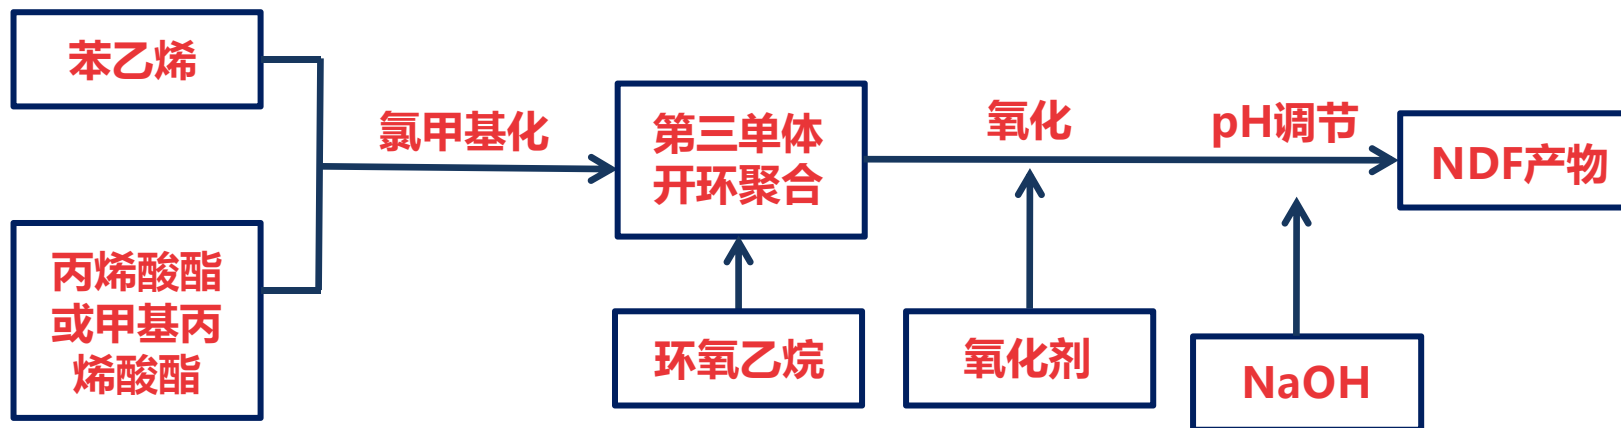 苯乙烯
丙烯酸酯
或甲基丙
烯酸酯
氯甲基化
第三单体
开环聚合
环氧乙烷
氧化
氧化剂
pH调节
NaOH
NDF产物